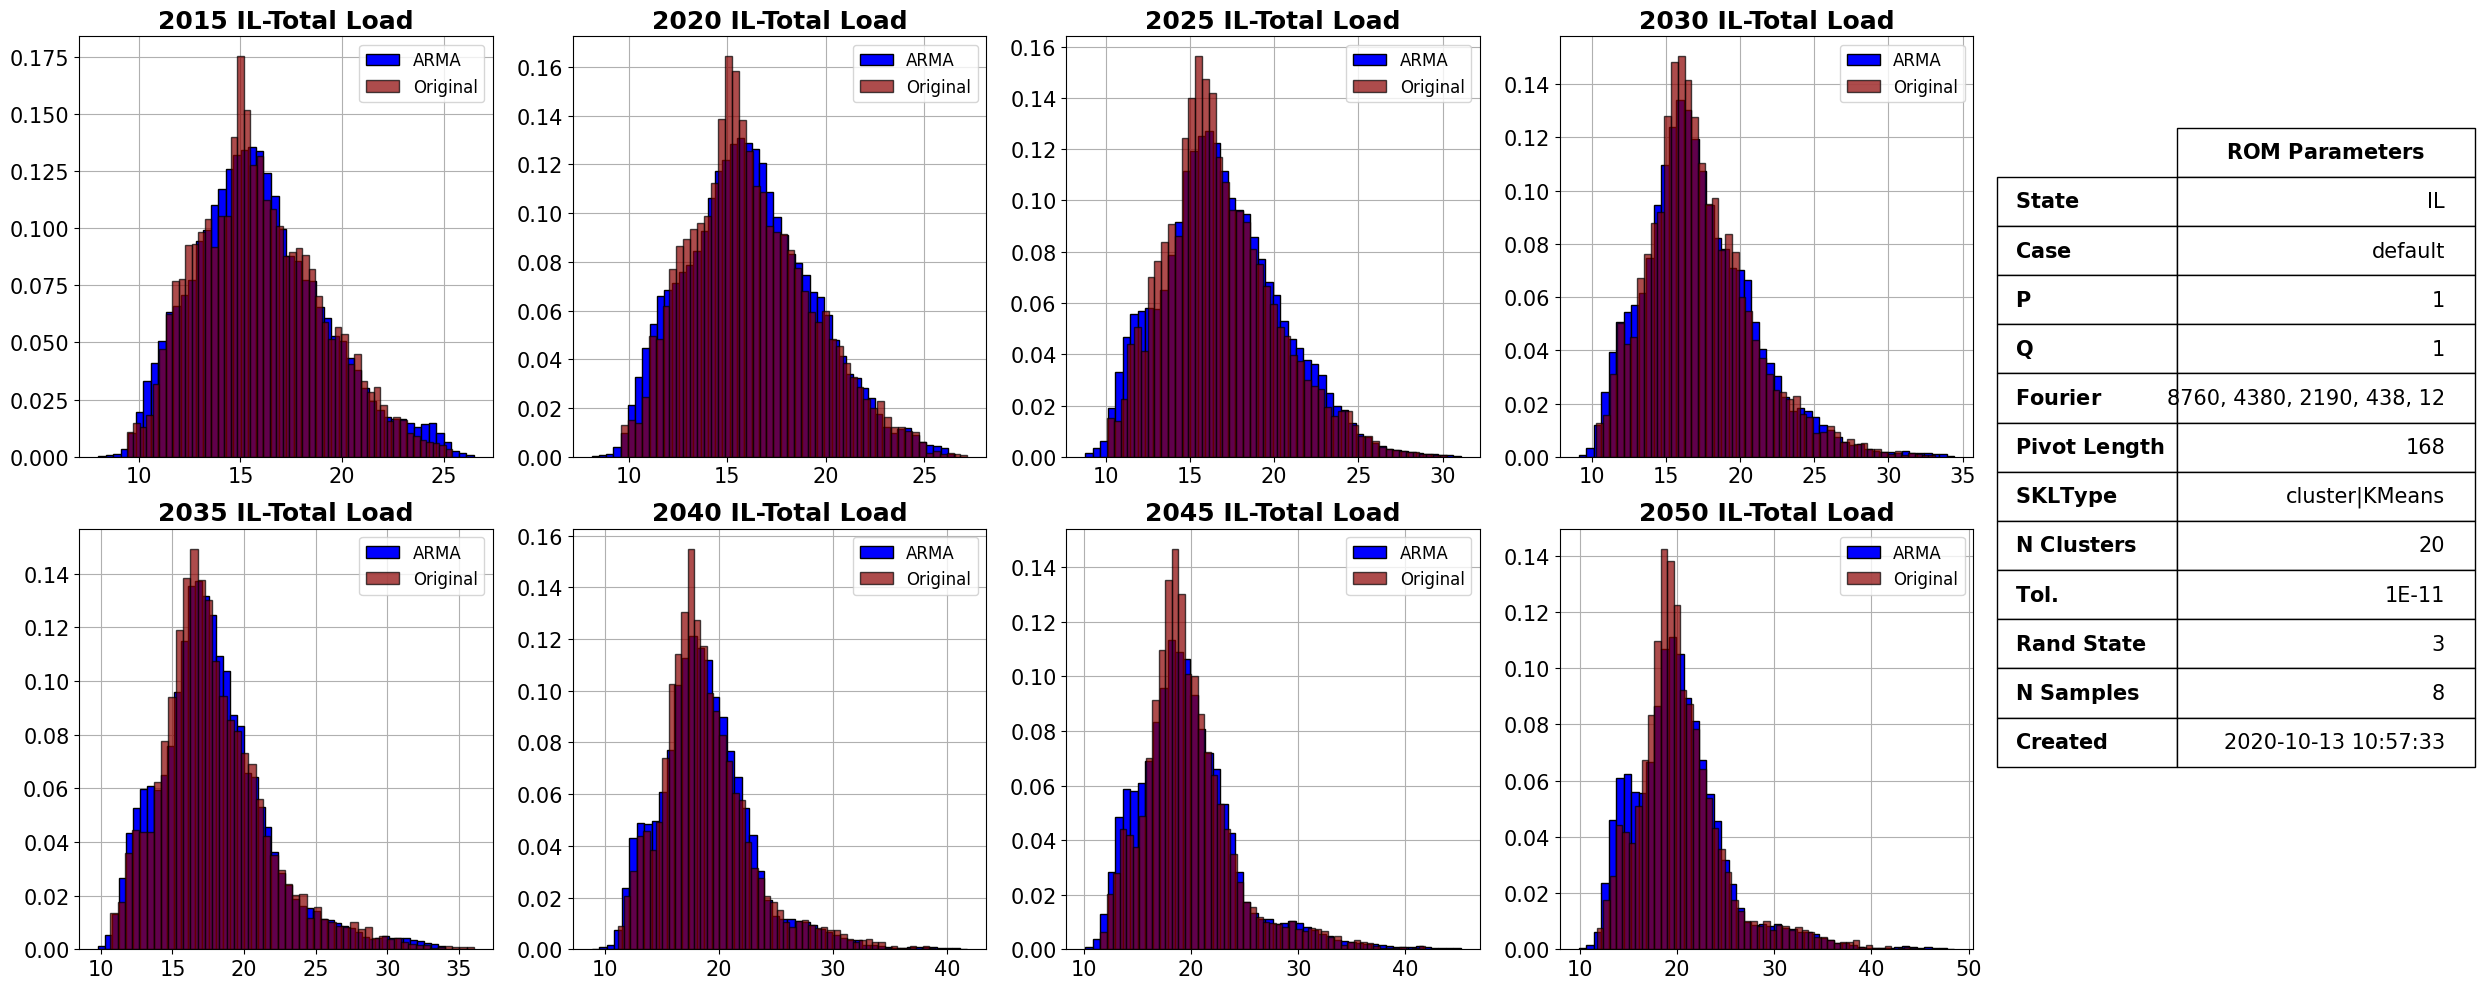 2015 IL-Total Load
ARMA
Original
0.175
0.150
0.125
0.100
0.075
0.050
0.025
0.000
10 15 20 25
2020 IL-Total Load
ARMA
Original
0.16
0.14
0.12
0.10
0.08
0.06
0.04
0.02
0.00
10 15 20 25
2025 IL-Total Load
ARMA
Original
0.16
0.14
0.12
0.10
0.08
0.06
0.04
0.02
0.00
10 15 20 25 30
2030 IL-Total Load
ARMA
Original
0.14
0.12
0.10
0.08
0.06
0.04
0.02
0.00
10 15 20 25 30 35
2035 IL-Total Load
ARMA
Original
0.14
0.12
0.10
0.08
0.06
0.04
0.02
0.00
10 15 20 25 30 35
2040 IL-Total Load
ARMA
Original
0.16
0.14
0.12
0.10
0.08
0.06
0.04
0.02
0.00
10 20 30 40
2045 IL-Total Load
ARMA
Original
0.14
0.12
0.10
0.08
0.06
0.04
0.02
0.00
10 20 30 40
2050 IL-Total Load
ARMA
Original
0.14
0.12
0.10
0.08
0.06
0.04
0.02
0.00
10 20 30 40 50
ROM Parameters
State IL
Case default
P 1
Q 1
Fourier 8760, 4380, 2190, 438, 12
Pivot Length 168
SKLType cluster|KMeans
N Clusters 20
Tol. 1E-11
Rand State 3
N Samples 8
Created 2020-10-13 10:57:33